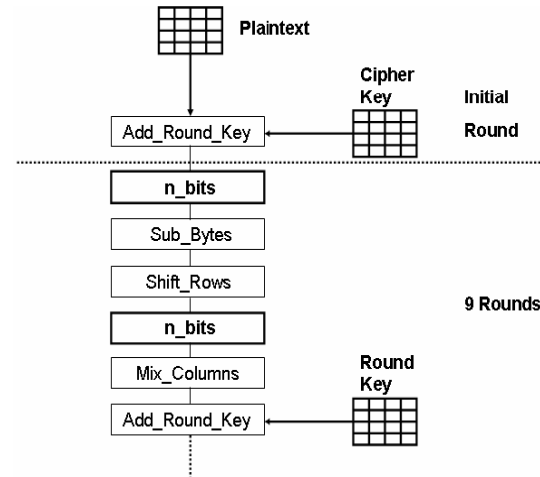 Plaintext
Cipher
Key
Initial
Add_Round_Key
Round
n_bits
Sub_Bytes
Shift_Rows
9 Rounds
n_bits
Mix_Columns
Round
Key
Add_Round_Key